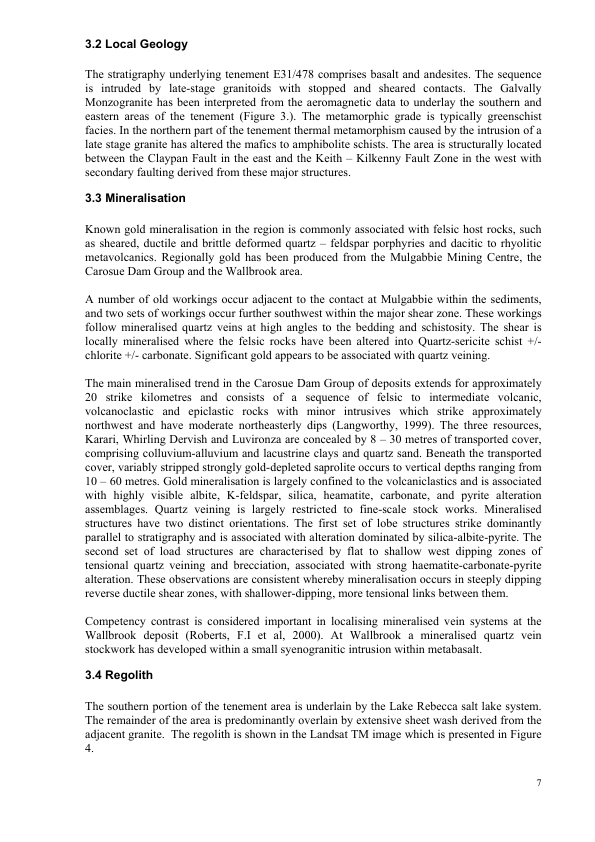 3.2 Local Geology
The stratigraphy underlying tenement E31/478 comprises basalt and andesites. The sequence
is intruded by late-stage granitoids with stopped and sheared contacts. The Galvally
Monzogranite has been interpreted from the aeromagnetic data to underlay the southern and
eastern areas of the tenement (Figure 3.). The metamorphic grade is typically greenschist
facies. In the northern part of the tenement thermal metamorphism caused by the intrusion of a
late stage granite has altered the mafics to amphibolite schists. The area is structurally located
between the Claypan Fault in the east and the Keith – Kilkenny Fault Zone in the west with
secondary faulting derived from these major structures.
3.3 Mineralisation
Known gold mineralisation in the region is commonly associated with felsic host rocks, such
as sheared, ductile and brittle deformed quartz – feldspar porphyries and dacitic to rhyolitic
metavolcanics. Regionally gold has been produced from the Mulgabbie Mining Centre, the
Carosue Dam Group and the Wallbrook area.
A number of old workings occur adjacent to the contact at Mulgabbie within the sediments,
and two sets of workings occur further southwest within the major shear zone. These workings
follow mineralised quartz veins at high angles to the bedding and schistosity. The shear is
locally mineralised where the felsic rocks have been altered into Quartz-sericite schist +/-
chlorite +/- carbonate. Significant gold appears to be associated with quartz veining.
The main mineralised trend in the Carosue Dam Group of deposits extends for approximately
20 strike kilometres and consists of a sequence of felsic to intermediate volcanic,
volcanoclastic and epiclastic rocks with minor intrusives which strike approximately
northwest and have moderate northeasterly dips (Langworthy, 1999). The three resources,
Karari, Whirling Dervish and Luvironza are concealed by 8 – 30 metres of transported cover,
comprising colluvium-alluvium and lacustrine clays and quartz sand. Beneath the transported
cover, variably stripped strongly gold-depleted saprolite occurs to vertical depths ranging from
10 – 60 metres. Gold mineralisation is largely confined to the volcaniclastics and is associated
with highly visible albite, K-feldspar, silica, heamatite, carbonate, and pyrite alteration
assemblages. Quartz veining is largely restricted to fine-scale stock works. Mineralised
structures have two distinct orientations. The first set of lobe structures strike dominantly
parallel to stratigraphy and is associated with alteration dominated by silica-albite-pyrite. The
second set of load structures are characterised by flat to shallow west dipping zones of
tensional quartz veining and brecciation, associated with strong haematite-carbonate-pyrite
alteration. These observations are consistent whereby mineralisation occurs in steeply dipping
reverse ductile shear zones, with shallower-dipping, more tensional links between them.
Competency contrast is considered important in localising mineralised vein systems at the
Wallbrook deposit (Roberts, F.I et al, 2000). At Wallbrook a mineralised quartz vein
stockwork has developed within a small syenogranitic intrusion within metabasalt.
3.4 Regolith
The southern portion of the tenement area is underlain by the Lake Rebecca salt lake system.
The remainder of the area is predominantly overlain by extensive sheet wash derived from the
adjacent granite.  The regolith is shown in the Landsat TM image which is presented in Figure
4.
7